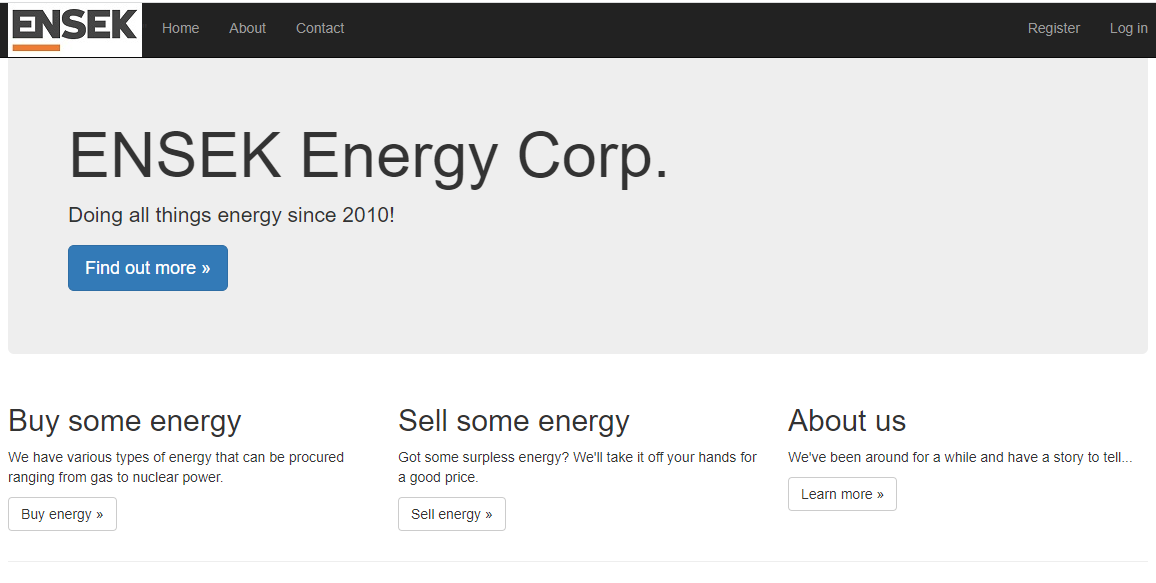 ENSEK Home About Contact Register Log in
ENSEK Energy Corp.
Doing all things energy since 2010!
Find out more »
Buy some energy
We have various types of energy that can be procured
ranging from gas to nuclear power.
Buy energy »
Sell some energy
Got some surpless energy? We'll take it off your hands for
a good price.
Sell energy »
About us
We've been around for a while and have a story to tell...
Learn more »